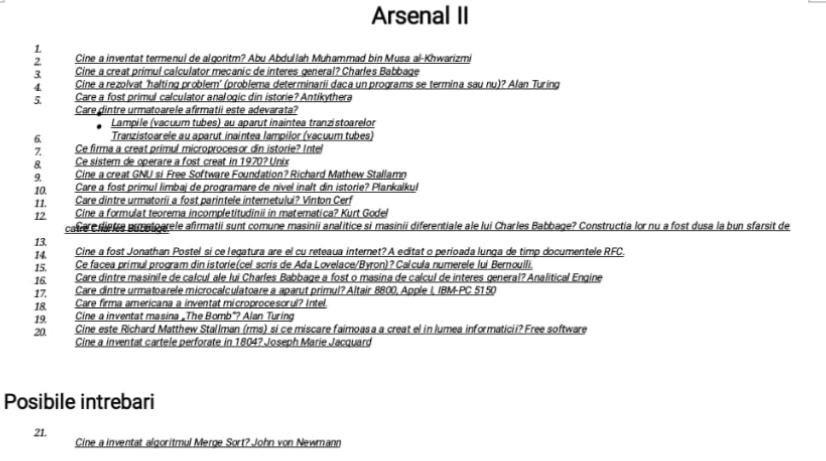 Arsenal II
1.
2. Cine a inventat termenul de algoritm? Abu Abdullah Muhammad bin Musa al-Khwarizmi
3. Cine a creat primul calculator mecanic de interes general? Charles Babbage
4. Cine a rezolvat 'halting problem' (problema determinarii daca un programs se termina sau nu)? Alan Turing
5. Care a fost primul calculator analogic din istorie? Antikythera
Care dintre urmatoarele afirmatii este adevarata?
• Lampile (vacuum tubes) au aparut inaintea tranzistoarelor
• Tranzistoarele au aparut inaintea lampilor (vacuum tubes)
6.
7. Ce firma a creat primul microprocesor din istorie? Intel
8. Ce sistem de operare a fost creat in 1970? Unix
9. Cine a creat GNU si Free Software Foundation? Richard Mathew Stallamn
10. Care a fost primul limbaj de programare de nivel inalt din istorie? Plankalkul
11. Care dintre urmatorii a fost parintele internetului? Vinton Cerf
12. Cine a formulat teorema incompletitudinii in matematica? Kurt Godel
Care dintre urmatoarele afirmatii sunt comune masinii analitice si masinii diferentiale ale lui Charles Babbage? Constructia lor nu a fost dusa la bun sfarsit de
catre Charles Babbage.
13.
14. Cine a fost Jonathan Postel si ce legatura are el cu reteaua internet? A editat o perioada lunga de timp documentele RFC.
15. Ce facea primul program din istorie(cel scris de Ada Lovelace/Byron)? Calcula numerele lui Bernoulli.
16. Care dintre masinile de calcul ale lui Charles Babbage a fost o masina de calcul de interes general? Analitical Engine
17. Care dintre urmatoarele microcalculatoare a aparut primul? Altair 8800, Apple I, IBM-PC 5150
18. Care firma americana a inventat microprocesorul? Intel.
19. Cine a inventat masina „The Bomb"? Alan Turing
20. Cine este Richard Matthew Stallman (rms) si ce miscare faimoasa a creat el in lumea informaticii? Free software
Cine a inventat cartele perforate in 1804? Joseph Marie Jacquard
Posibile intrebari
21.
Cine a inventat algoritmul Merge Sort? John von Newmann